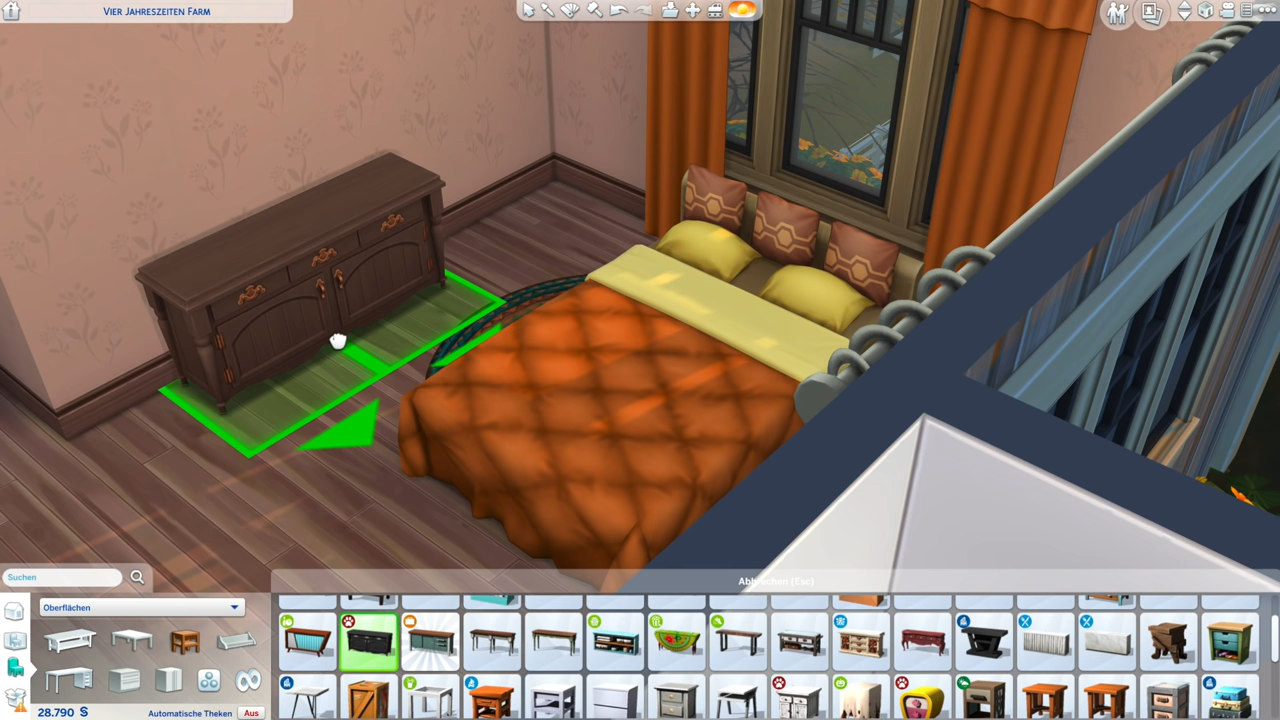 Vier Jahreszeiten Farm
Abbrechen (Esc)
Suchen
Oberflächen
28.790 §
Automatische Theken Aus